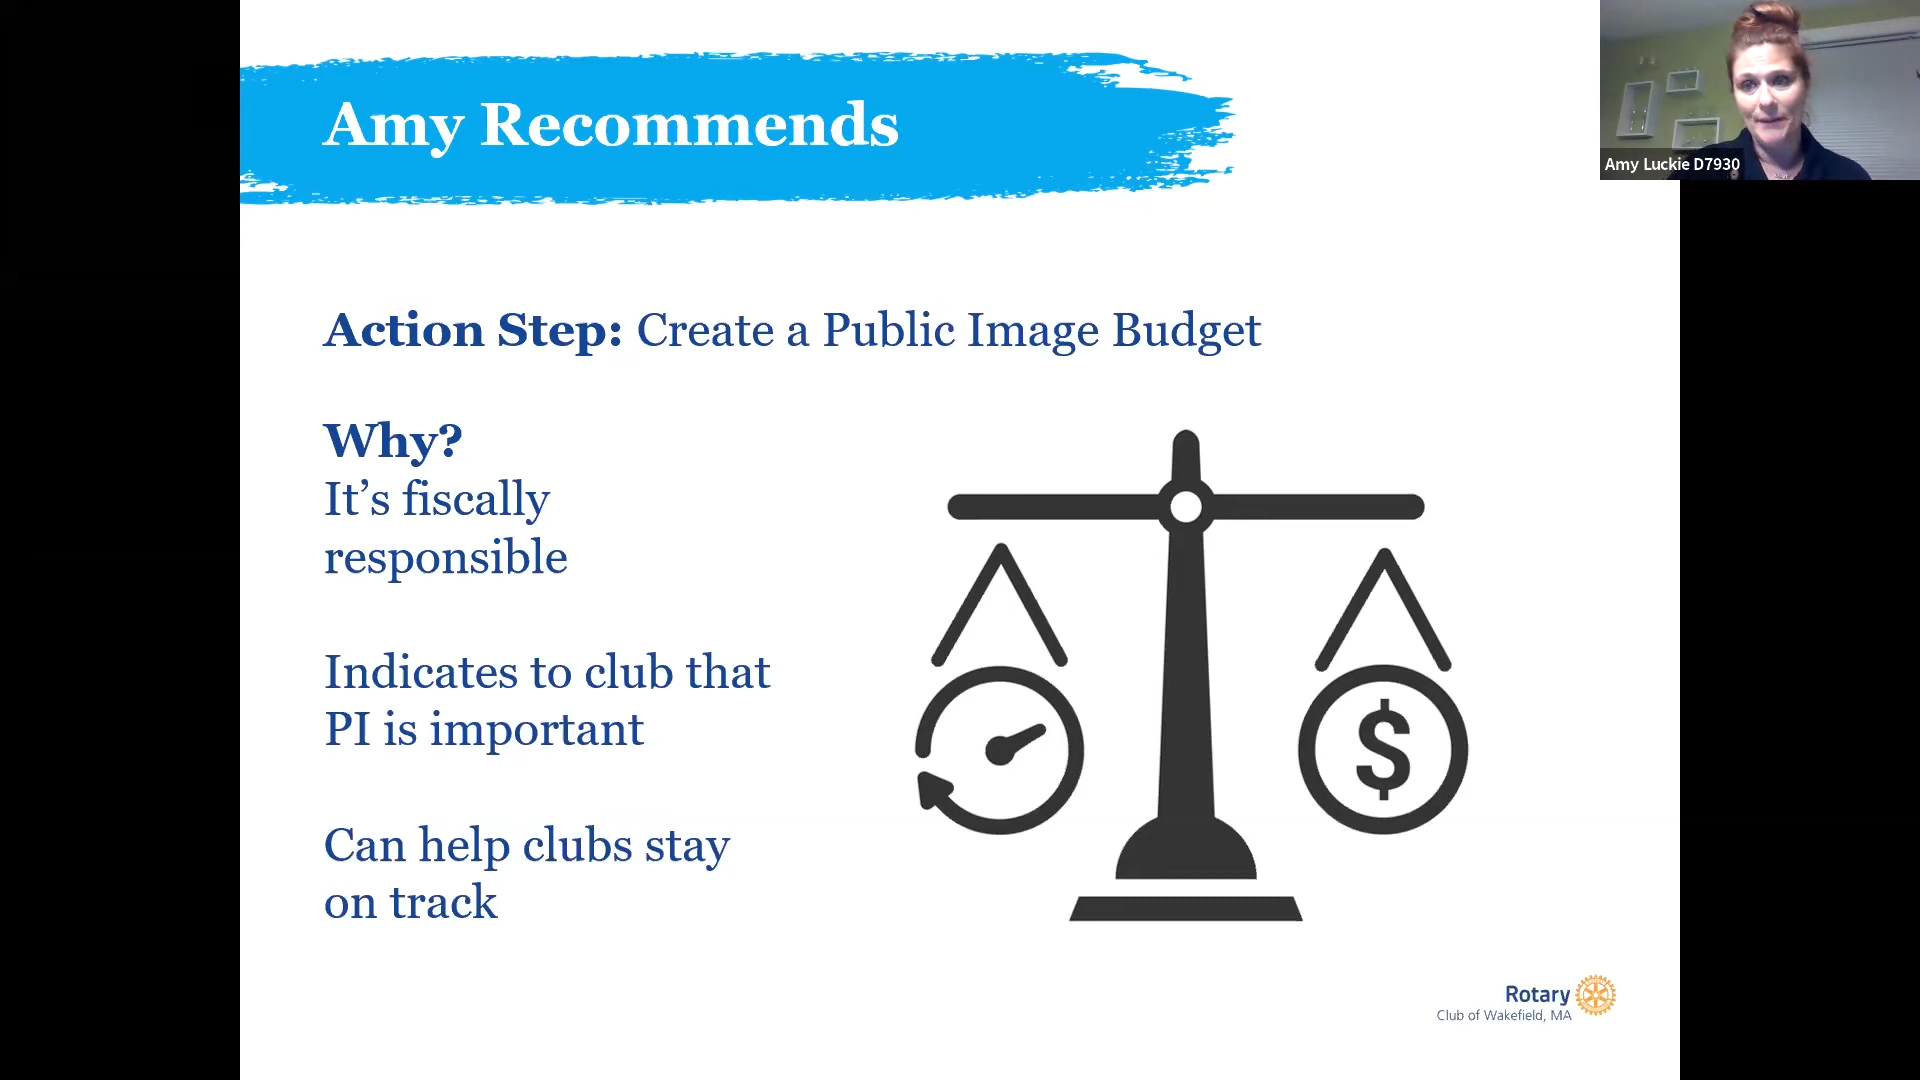 Amy Recommends
Amy Luckie D7930
Action Step: Create a Public Image Budget
Why?
It’s fiscally
responsible
Indicates to club that
PI is important
Can help clubs stay
on track
$
Rotary
Club of Wakefield, MA